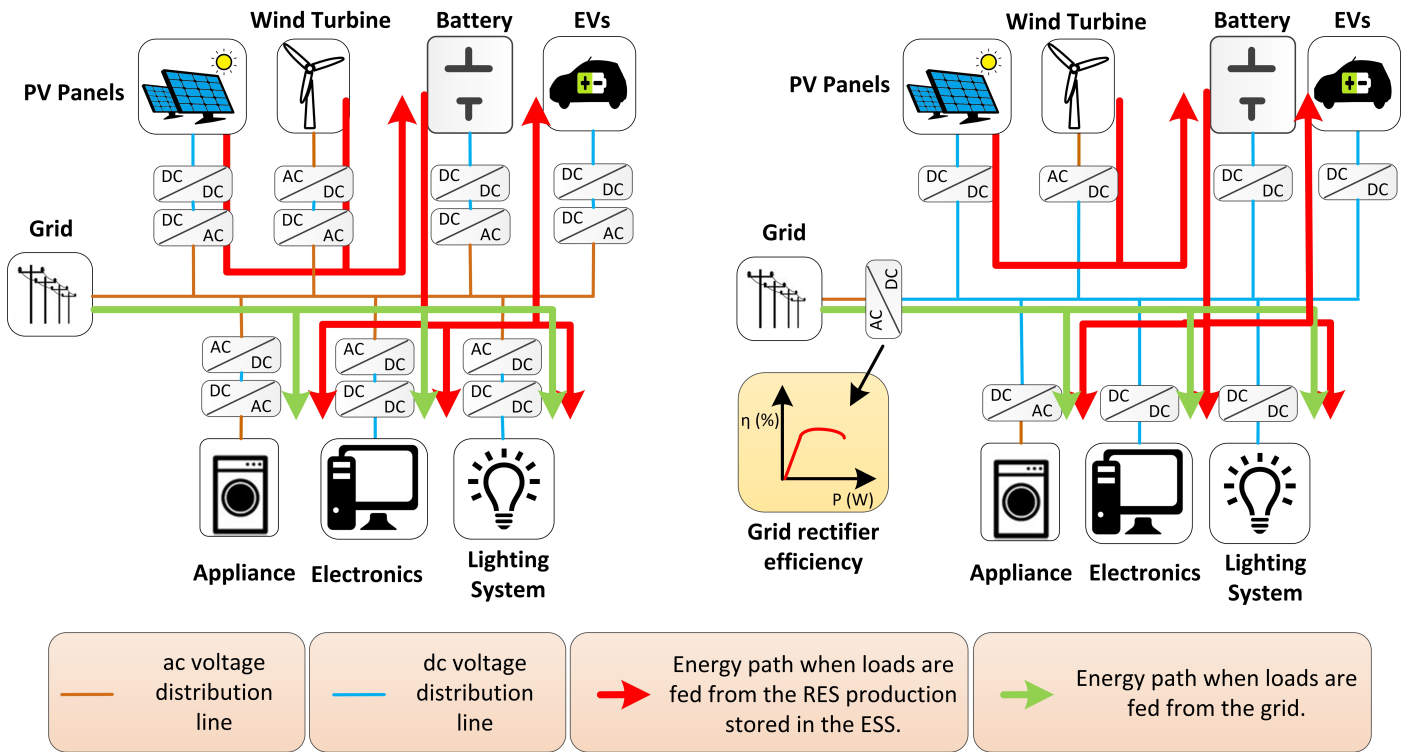 Wind Turbine
Battery
EVs
PV Panels
DC
DC
AC
DC
DC
DC
DC
DC
DC
AC
DC
AC
DC
AC
DC
AC
Grid
AC
DC
AC
DC
AC
DC
DC
AC
DC
DC
DC
DC
Appliance
Electronics
Lighting
System
Wind Turbine
Battery
EVs
PV Panels
DC
DC
AC
DC
DC
DC
DC
DC
Grid
AC
DC
DC
AC
DC
DC
DC
DC
η (%)
P (W)
Grid rectifier
efficiency
Appliance
Electronics
Lighting
System
ac voltage
distribution
line
dc voltage
distribution
line
Energy path when loads are
fed from the RES production
stored in the ESS.
Energy path when loads are
fed from the grid.